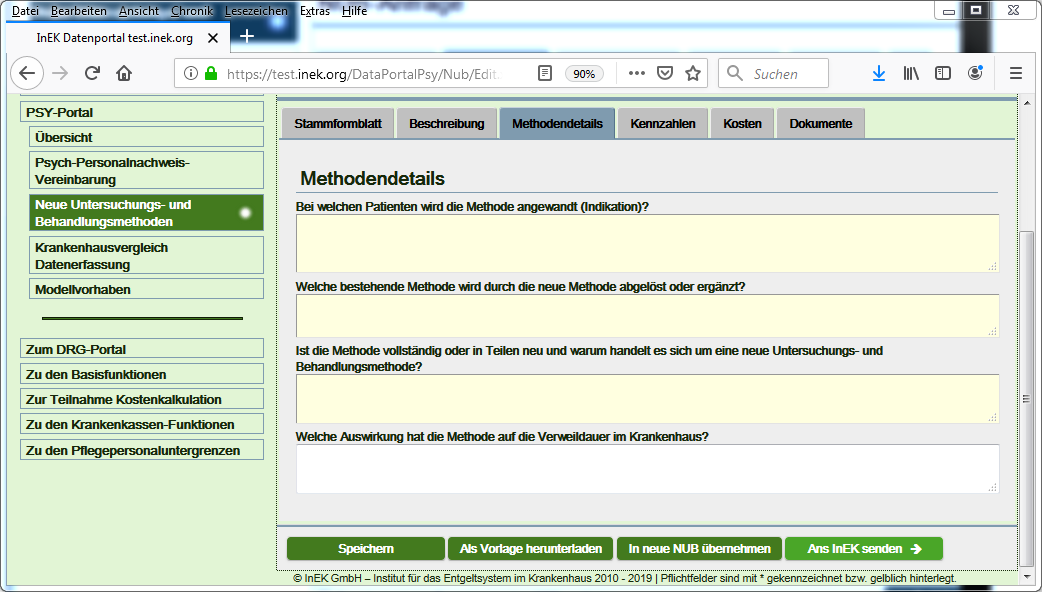 Datei Bearbeiten Ansicht Chronik Lesezeichen Extras Hilfe
InEK Datenportal test.inek.org
https://test.inek.org/DataPortalPsy/Nub/Edit
90%
Suchen
PSY-Portal
Übersicht
Psych-Personalnachweis-
Vereinbarung
Neue Untersuchungs- und
Behandlungsmethoden
Krankenhausvergleich
Datenerfassung
Modellvorhaben
Zum DRG-Portal
Zu den Basisfunktionen
Zur Teilnahme Kostenkalkulation
Zu den Krankenkassen-Funktionen
Zu den Pflegepersonaluntergrenzen
Stammformblatt Beschreibung Methodendetails Kennzahlen Kosten Dokumente
Methodendetails
Bei welchen Patienten wird die Methode angewandt (Indikation)?
Welche bestehende Methode wird durch die neue Methode abgelöst oder ergänzt?
Ist die Methode vollständig oder in Teilen neu und warum handelt es sich um eine neue Untersuchungs- und
Behandlungsmethode?
Welche Auswirkung hat die Methode auf die Verweildauer im Krankenhaus?
Speichern Als Vorlage herunterladen In neue NUB übernehmen Ans InEK senden
© InEK GmbH – Institut für das Entgeltsystem im Krankenhaus 2010 - 2019 | Pflichtfelder sind mit * gekennzeichnet bzw. gelblich hinterlegt.